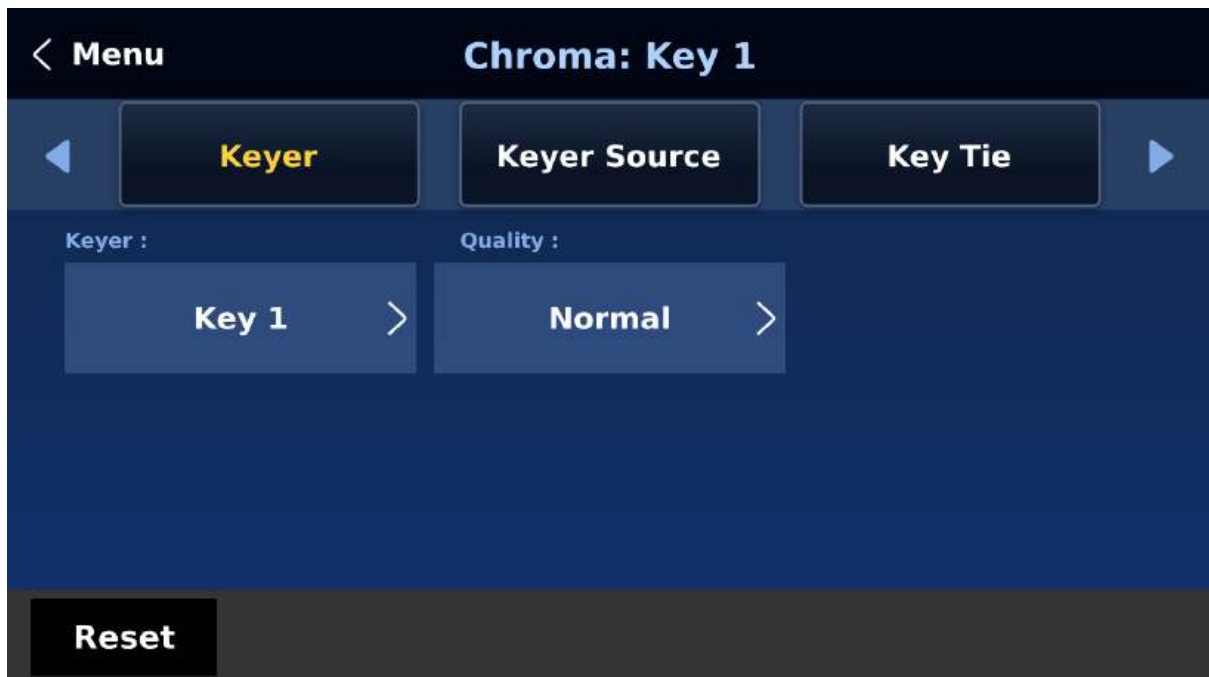 Menu
Chroma: Key 1
Keyer
Keyer Source
Key Tie
Keyer :
Quality :
Key 1
Normal
Reset